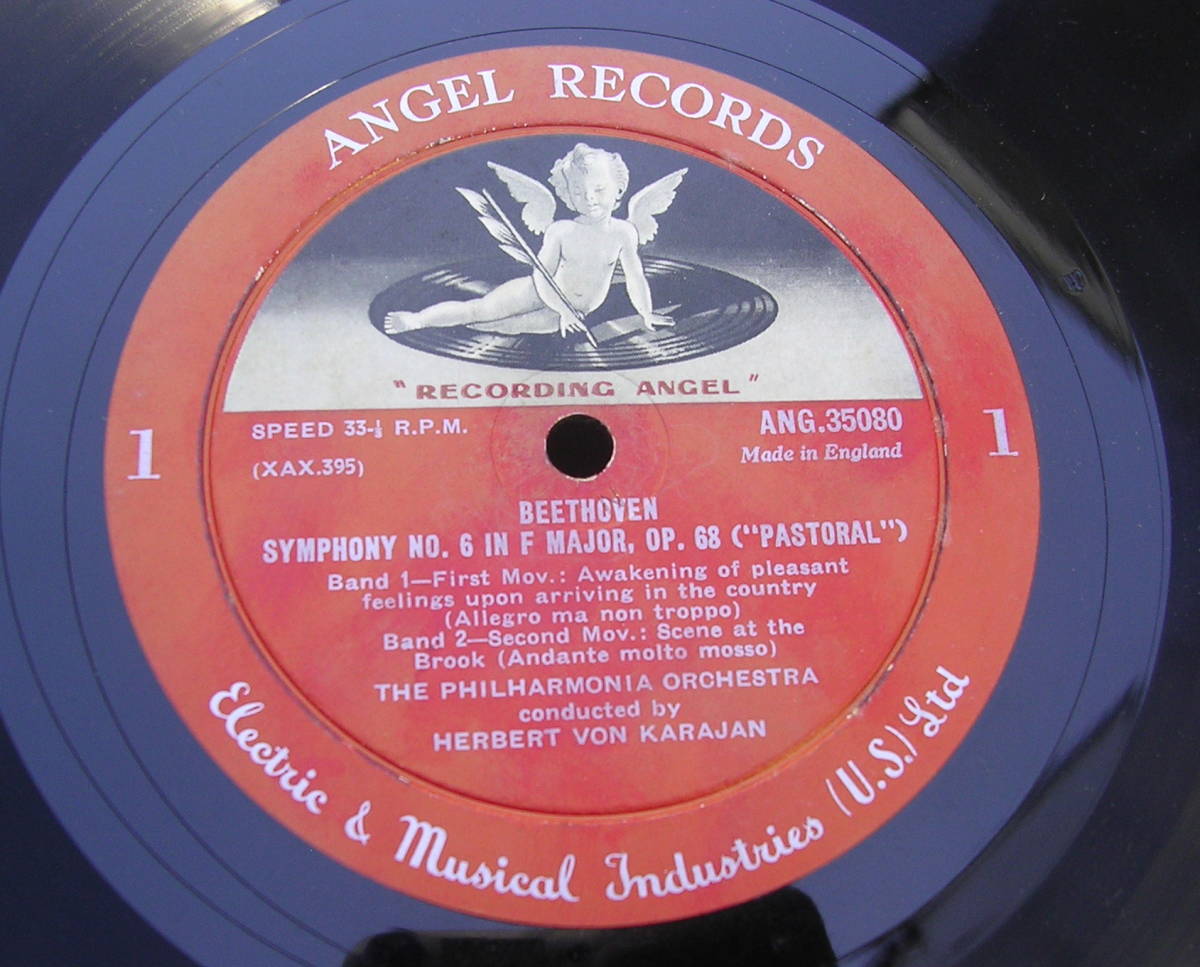 ANGEL RECORDS
"RECORDING ANGEL"
SPEED 33-⅓ R.P.M.
ANG.35080
(XAX.395)
Made in England
1
1
BEETHOVEN
SYMPHONY NO. 6 IN F MAJOR, OP. 68 ("PASTORAL")
Band 1—First Mov.: Awakening of pleasant
feelings upon arriving in the country
(Allegro ma non troppo)
Band 2—Second Mov.: Scene at the
Brook (Andante molto mosso)
THE PHILHARMONIA ORCHESTRA
conducted by
HERBERT VON KARAJAN
Electric & Musical Industries (U.S.) Ltd